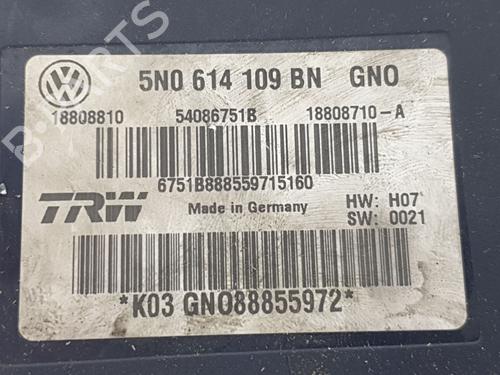 5N0 614 109 BN GNO
18808810 54086751B 18808710-A
6751B888559715160
TRW Made in Germany HW: H07
SW: 0021
*K03 GNO88855972*